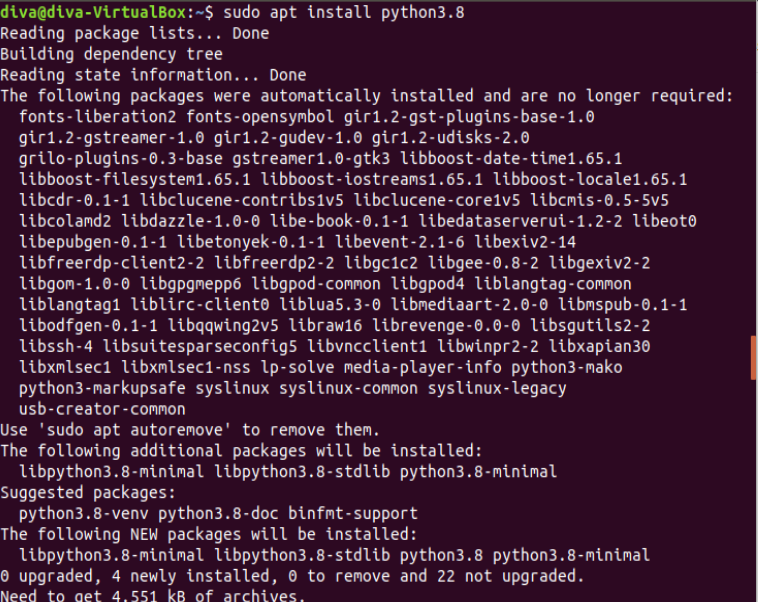 diva@diva-VirtualBox:~$ sudo apt install python3.8
Reading package lists... Done
Building dependency tree
Reading state information... Done
The following packages were automatically installed and are no longer required:
fonts-liberation2 fonts-opensymbol gir1.2-gst-plugins-base-1.0
gir1.2-gstreamer-1.0 gir1.2-gudev-1.0 gir1.2-udisks-2.0
grilo-plugins-0.3-base gstreamer1.0-gtk3 libboost-date-time1.65.1
libboost-filesystem1.65.1 libboost-iostreams1.65.1 libboost-locale1.65.1
libcdr-0.1-1 libclucene-contribs1v5 libclucene-core1v5 libcmis-0.5-5v5
libcolamd2 libdazzle-1.0-0 libe-book-0.1-1 libedataserverui-1.2-2 libeot0
libepubgen-0.1-1 libetonyek-0.1-1 libevent-2.1-6 libexiv2-14
libfreerdp-client2-2 libfreerdp2-2 libgc1c2 libgee-0.8-2 libgexiv2-2
libgom-1.0-0 libgpgmepp6 libgpod-common libgpod4 liblangtag-common
liblangtag1 liblirc-client0 liblua5.3-0 libmediaart-2.0-0 libmspub-0.1-1
libodfgen-0.1-1 libqqwing2v5 libraw16 librevenge-0.0-0 libsgutils2-2
libssh-4 libsuitesparseconfig5 libvncclient1 libwinpr2-2 libxapian30
libxmlsec1 libxmlsec1-nss lp-solve media-player-info python3-mako
python3-markupsafe syslinux syslinux-common syslinux-legacy
usb-creator-common
Use 'sudo apt autoremove' to remove them.
The following additional packages will be installed:
libpython3.8-minimal libpython3.8-stdlib python3.8-minimal
Suggested packages:
python3.8-venv python3.8-doc binfmt-support
The following NEW packages will be installed:
libpython3.8-minimal libpython3.8-stdlib python3.8 python3.8-minimal
0 upgraded, 4 newly installed, 0 to remove and 22 not upgraded.
Need to get 4,551 kB of archives.